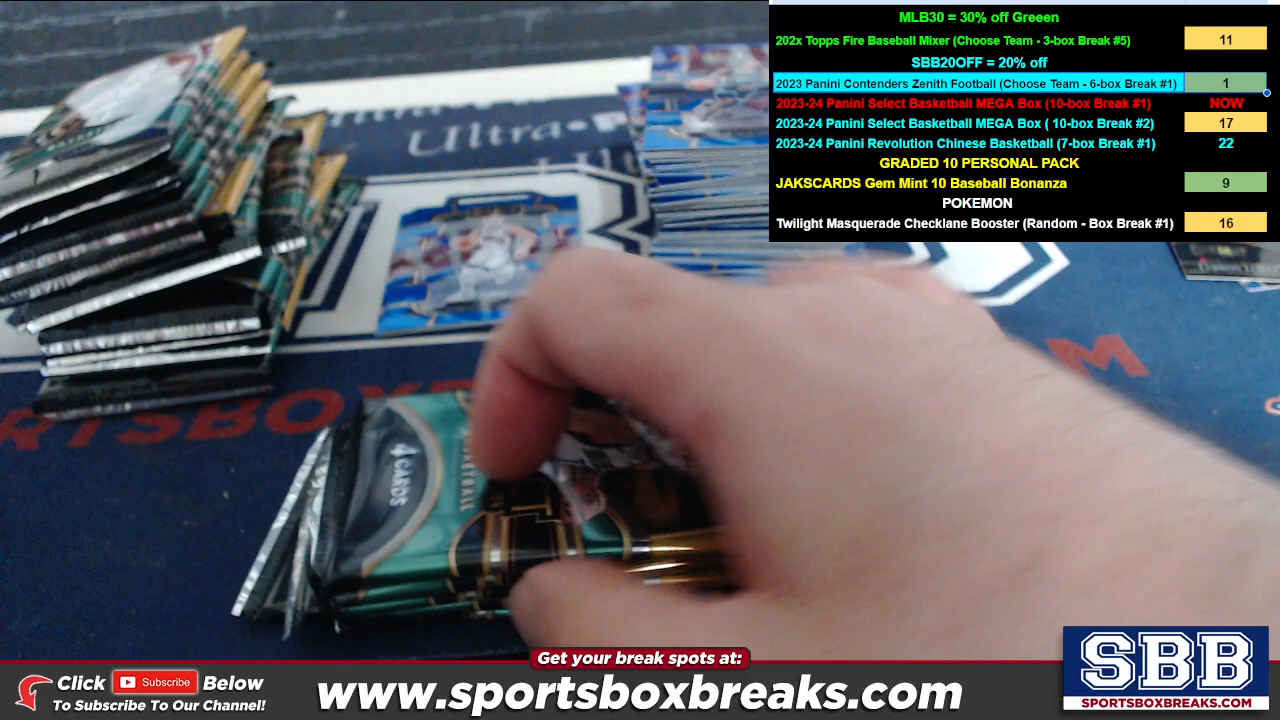 MLB30 = 30% off Greeen
202x Topps Fire Baseball Mixer (Choose Team - 3-box Break #5) 11
SBB20OFF = 20% off
2023 Panini Contenders Zenith Football (Choose Team - 6-box Break #1) 1
2023-24 Panini Select Basketball MEGA Box (10-box Break #1) NOW
2023-24 Panini Select Basketball MEGA Box ( 10-box Break #2) 17
2023-24 Panini Revolution Chinese Basketball (7-box Break #1) 22
GRADED 10 PERSONAL PACK
JAKSCARDS Gem Mint 10 Baseball Bonanza 9
POKEMON
Twilight Masquerade Checklane Booster (Random - Box Break #1) 16
Ultra
4 CARDS
Get your break spots at:
Click Subscribe Below
To Subscribe To Our Channel!
www.sportsboxbreaks.com
SBB
SPORTSBOXBREAKS.COM